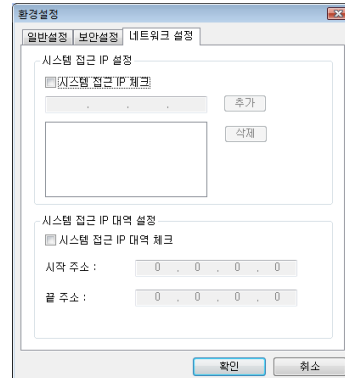 환경설정
일반설정 보안설정 네트워크 설정
시스템 접근 IP 설정
시스템 접근 IP 체크
. . . 추가
삭제
시스템 접근 IP 대역 설정
시스템 접근 IP 대역 체크
시작 주소 : 0 . 0 . 0 . 0
끝 주소 : 0 . 0 . 0 . 0
확인 취소